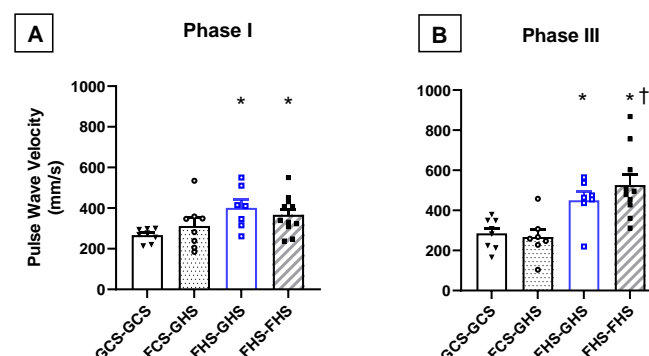 A
Phase I
Pulse Wave Velocity
(mm/s)
1000
800
600
400
200
0
*
*
GCS-GCS
FCS-GHS
FHS-GHS
FHS-FHS
B
Phase III
1000
800
600
400
200
0
*
* †
GCS-GCS
FCS-GHS
FHS-GHS
FHS-FHS